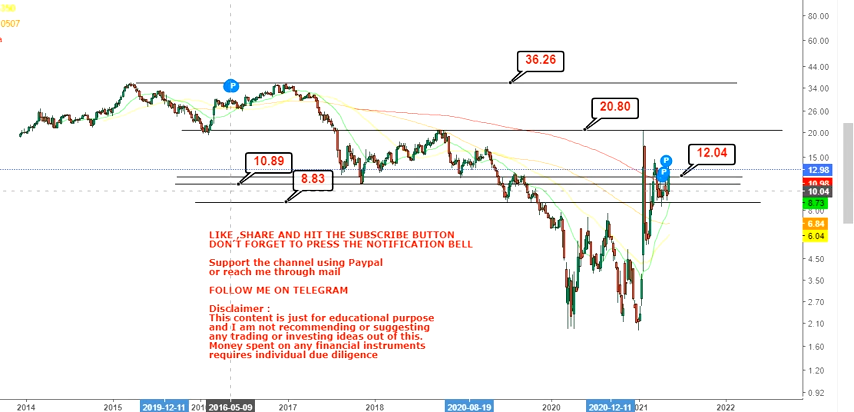 0507
36.26
20.80
12.04
10.89
8.83
P
P
P
80.00
60.00
44.00
34.00
26.00
20.00
15.00
12.98
10.98
10.04
8.73
8.00
6.84
6.04
4.50
3.50
2.70
2.10
1.60
1.20
0.92
LIKE ,SHARE AND HIT THE SUBSCRIBE BUTTON
DON´T FORGET TO PRESS THE NOTIFICATION BELL
Support the channel using Paypal
or reach me through mail
FOLLOW ME ON TELEGRAM
Disclaimer :
This content is just for educational purpose
and I am not recommending or suggesting
any trading or investing ideas out of this.
Money spent on any financial instruments
requires individual due diligence
2014 2015 2019-12-11 2016-05-09 2017 2018 2020-08-19 2020 2020-12-11 2022